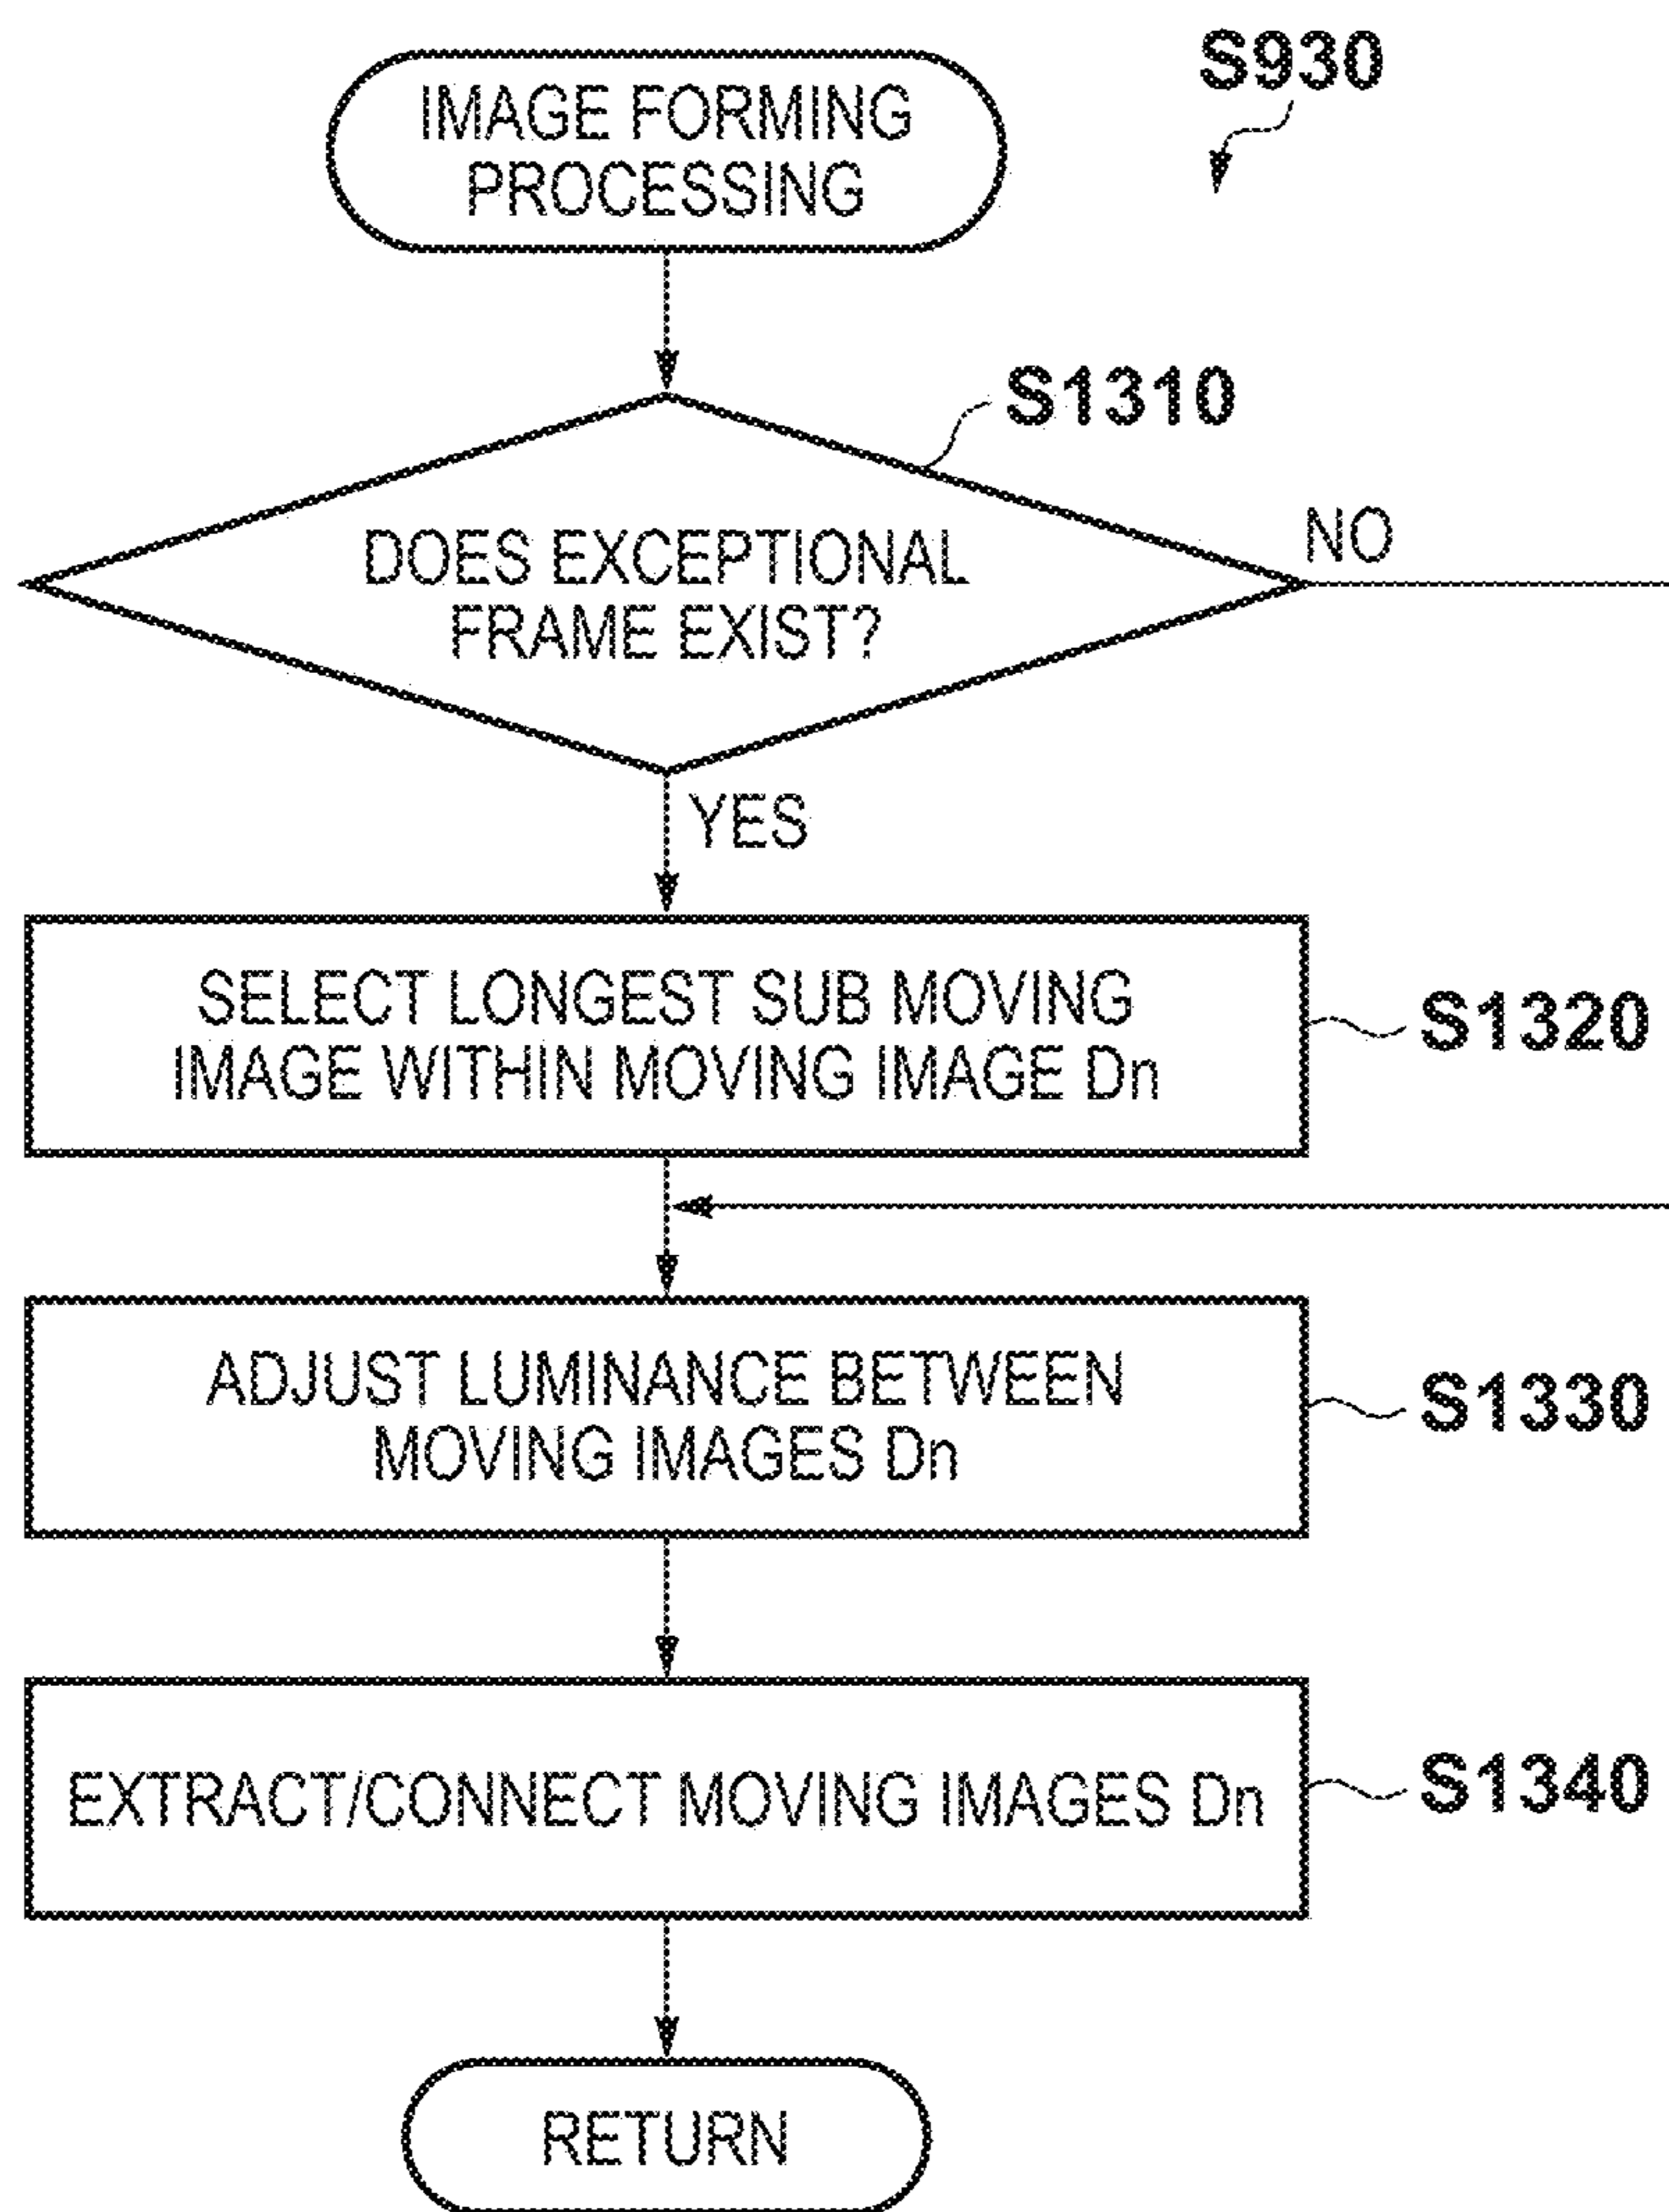 S930
IMAGE FORMING
PROCESSING
S1310
DOES EXCEPTIONAL
FRAME EXIST?
NO
YES
SELECT LONGEST SUB MOVING
IMAGE WITHIN MOVING IMAGE Dn
S1320
ADJUST LUMINANCE BETWEEN
MOVING IMAGES Dn
S1330
EXTRACT/CONNECT MOVING IMAGES Dn
S1340
RETURN